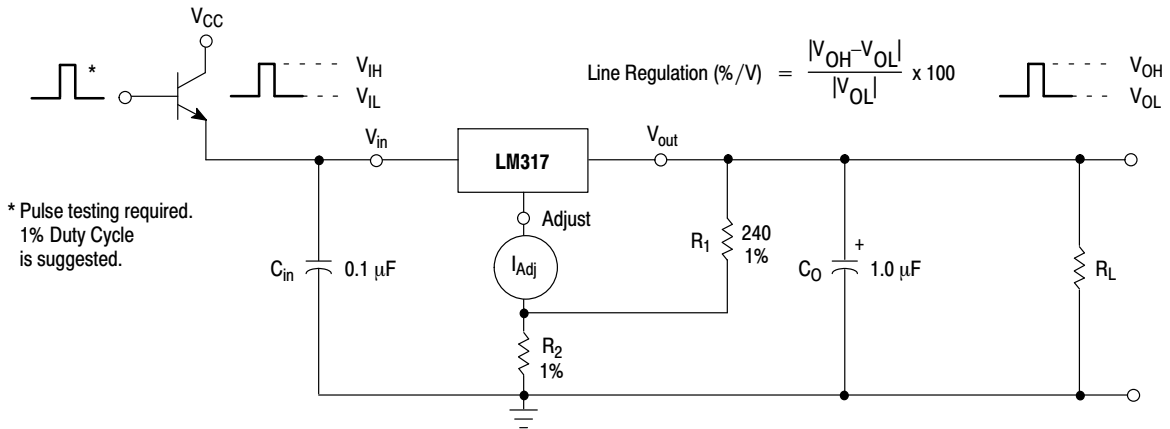 V_CC
*
V_IH
V_IL
Line Regulation (%/V) = |V_OH–V_OL| / |V_OL| x 100
V_OH
V_OL
V_in
LM317
V_out
* Pulse testing required.
1% Duty Cycle
is suggested.
Adjust
I_Adj
C_in
0.1 μF
R_1
240
1%
+
C_O
1.0 μF
R_L
R_2
1%